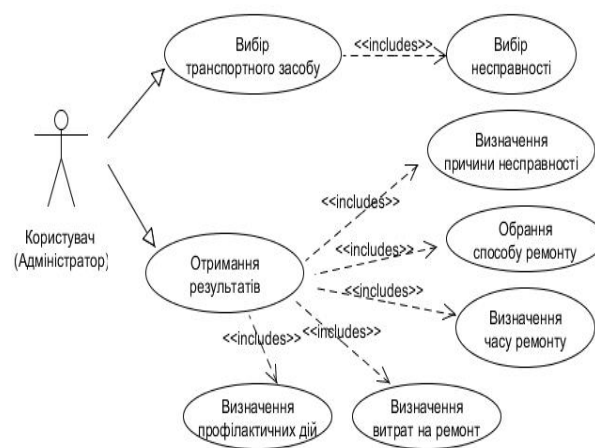 Вибір
транспортного засобу
<<includes>>
Вибір
несправності
Визначення
причини несправності
<<includes>>
Користувач
(Адміністратор)
Отримання
результатів
<<includes>>
Обрання
способу ремонту
<<includes>>
Визначення
часу ремонту
<<includes>>
<<includes>>
Визначення
профілактичних дій
Визначення
витрат на ремонт